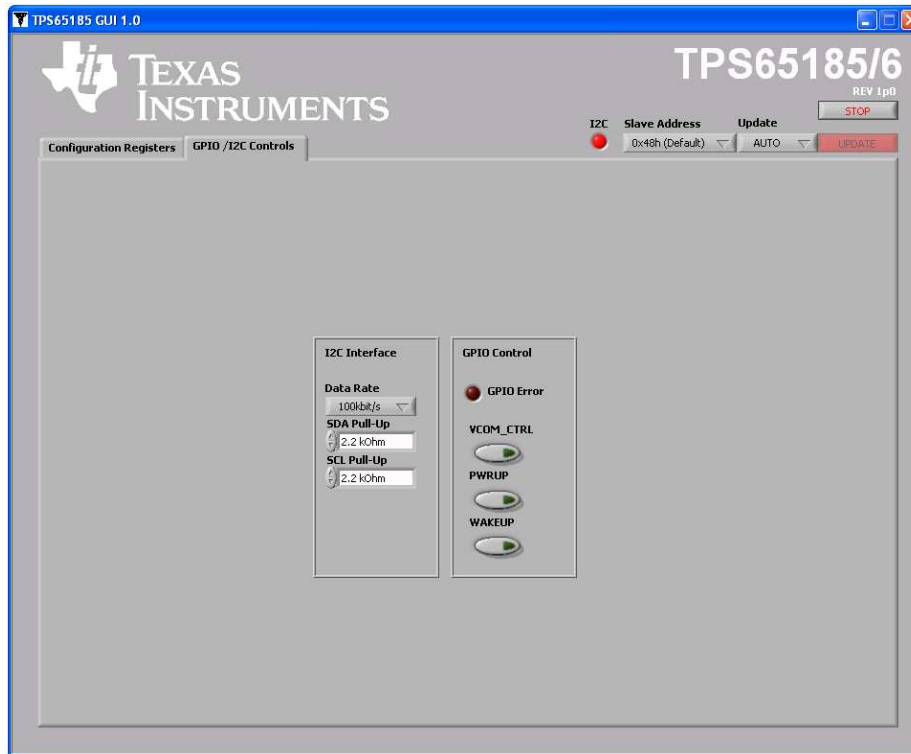 TPS65185 GUI 1.0
TEXAS
INSTRUMENTS
TPS65185/6
REV 1p0
STOP
I2C Slave Address Update
0x48h (Default) AUTO UPDATE
Configuration Registers GPIO /I2C Controls
I2C Interface
Data Rate
100kbit/s
SDA Pull-Up
2.2 kOhm
SCL Pull-Up
2.2 kOhm
GPIO Control
GPIO Error
VCOM_CTRL
PWRUP
WAKEUP